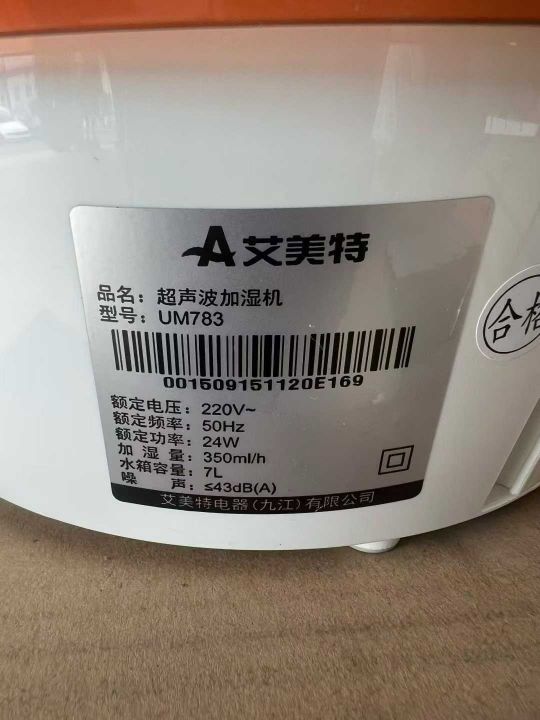 艾美特
品名：超声波加湿机
型号：UM783
001509151120E169
额定电压：220V~
额定频率：50Hz
额定功率：24W
加湿量：350ml/h
水箱容量：7L
噪声：≤43dB(A)
艾美特电器(九江)有限公司
合格